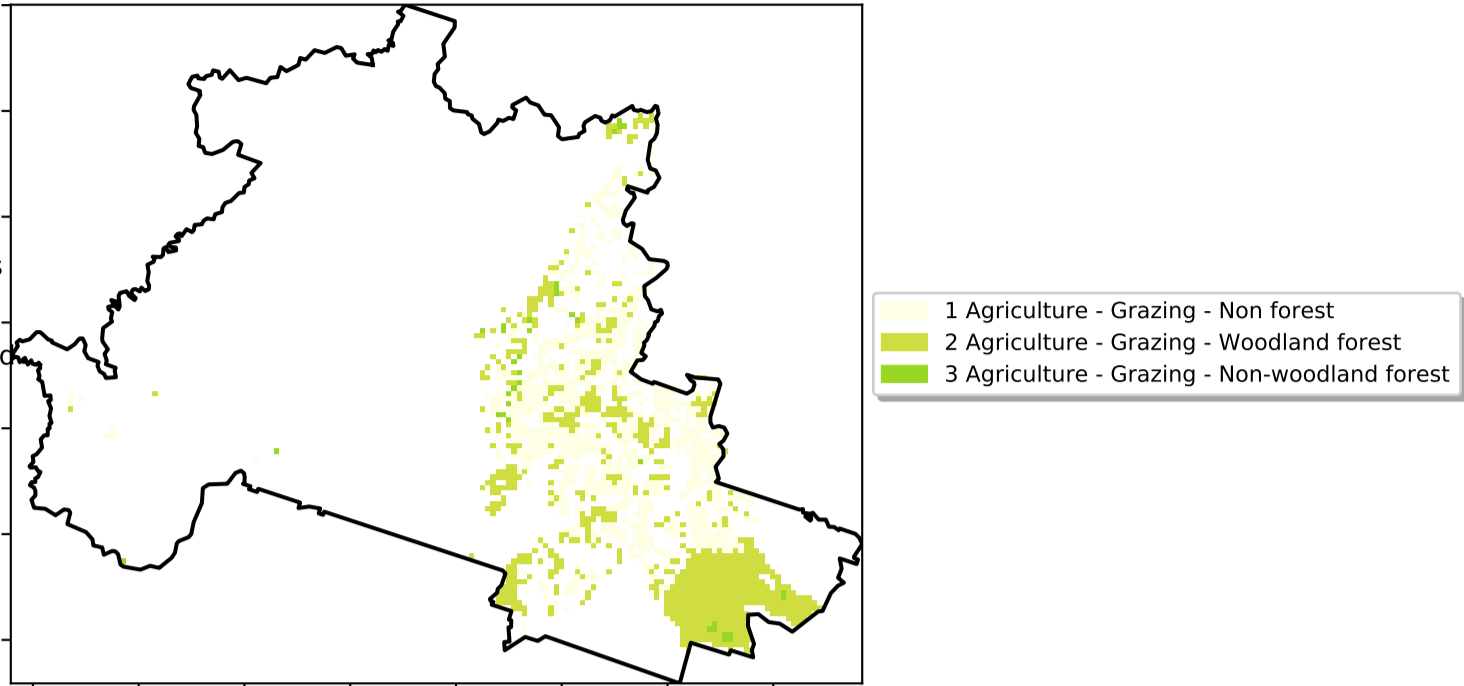 1 Agriculture - Grazing - Non forest
2 Agriculture - Grazing - Woodland forest
3 Agriculture - Grazing - Non-woodland forest